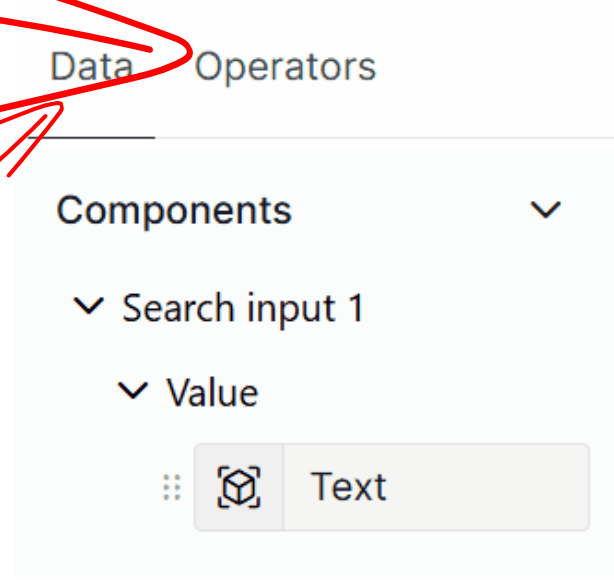 Data Operators
Components
Search input 1
Value
Text